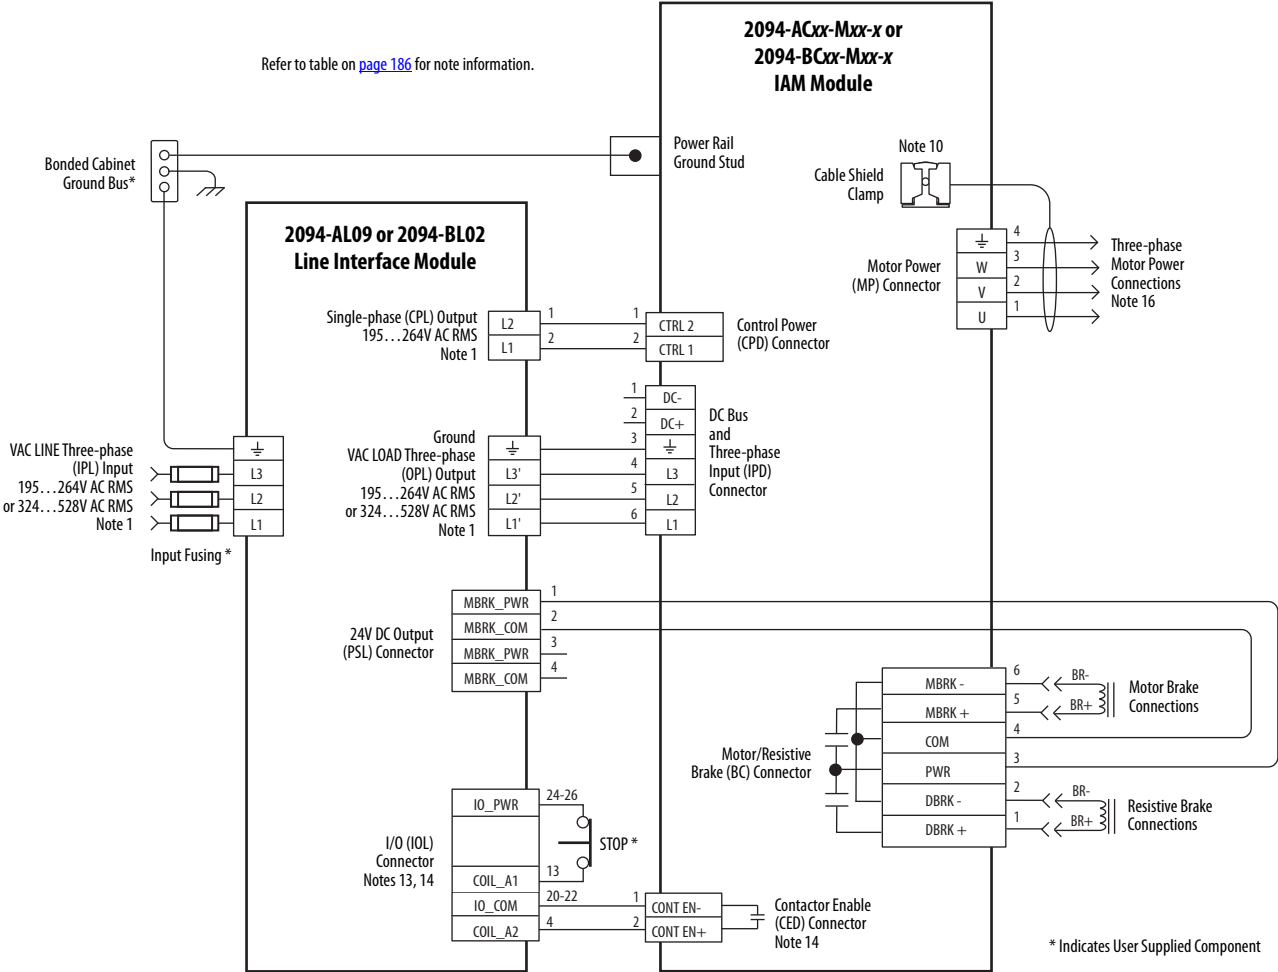 2094-ACxx-Mxx-x or
2094-BCxx-Mxx-x
IAM Module
Refer to table on page 186 for note information.
Power Rail
Ground Stud
Note 10
Cable Shield
Clamp
Bonded Cabinet
Ground Bus*
2094-AL09 or 2094-BL02
Line Interface Module
Motor Power
(MP) Connector
4
W 3
V 2
U 1
Three-phase
Motor Power
Connections
Note 16
Single-phase (CPL) Output
195…264V AC RMS
Note 1
L2 1
L1 2
1 CTRL 2
2 CTRL 1
Control Power
(CPD) Connector
1 DC-
2 DC+
3
4 L3
5 L2
6 L1
DC Bus
and
Three-phase
Input (IPD)
Connector
VAC LINE Three-phase
(IPL) Input
195…264V AC RMS
or 324…528V AC RMS
Note 1
L3
L2
L1
Input Fusing *
Ground
VAC LOAD Three-phase
(OPL) Output
195…264V AC RMS
or 324…528V AC RMS
Note 1
L3'
L2'
L1'
24V DC Output
(PSL) Connector
MBRK_PWR 1
MBRK_COM 2
MBRK_PWR 3
MBRK_COM 4
Motor/Resistive
Brake (BC) Connector
MBRK - 6 BR-
MBRK + 5 BR+
COM 4
PWR 3
DBRK - 2 BR-
DBRK + 1 BR+
Motor Brake
Connections
Resistive Brake
Connections
I/O (IOL)
Connector
Notes 13, 14
IO_PWR 24-26
COIL_A1 13
IO_COM 20-22
COIL_A2 4
STOP *
1 CONT EN-
2 CONT EN+
Contactor Enable
(CED) Connector
Note 14
* Indicates User Supplied Component